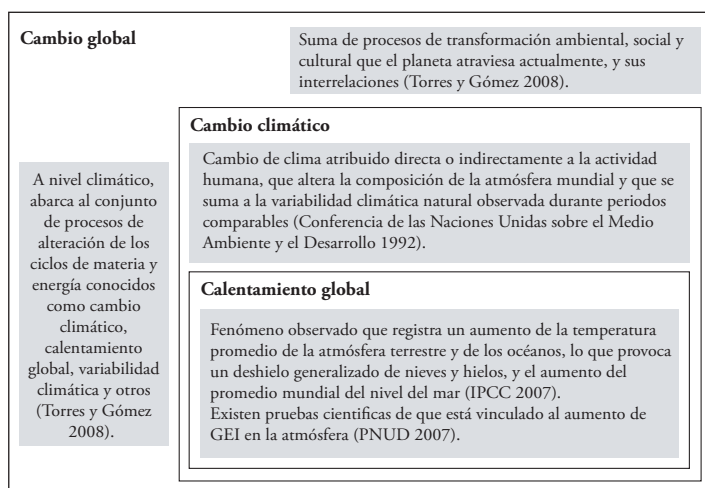 Cambio global
Suma de procesos de transformación ambiental, social y
cultural que el planeta atraviesa actualmente, y sus
interrelaciones (Torres y Gómez 2008).
A nivel climático,
abarca al conjunto
de procesos de
alteración de los
ciclos de materia y
energía conocidos
como cambio
climático,
calentamiento
global, variabilidad
climática y otros
(Torres y Gómez
2008).
Cambio climático
Cambio de clima atribuido directa o indirectamente a la actividad
humana, que altera la composición de la atmósfera mundial y que se
suma a la variabilidad climática natural observada durante periodos
comparables (Conferencia de las Naciones Unidas sobre el Medio
Ambiente y el Desarrollo 1992).
Calentamiento global
Fenómeno observado que registra un aumento de la temperatura
promedio de la atmósfera terrestre y de los océanos, lo que provoca
un deshielo generalizado de nieves y hielos, y el aumento del
promedio mundial del nivel del mar (IPCC 2007).
Existen pruebas cientificas de que está vinculado al aumento de
GEI en la atmósfera (PNUD 2007).